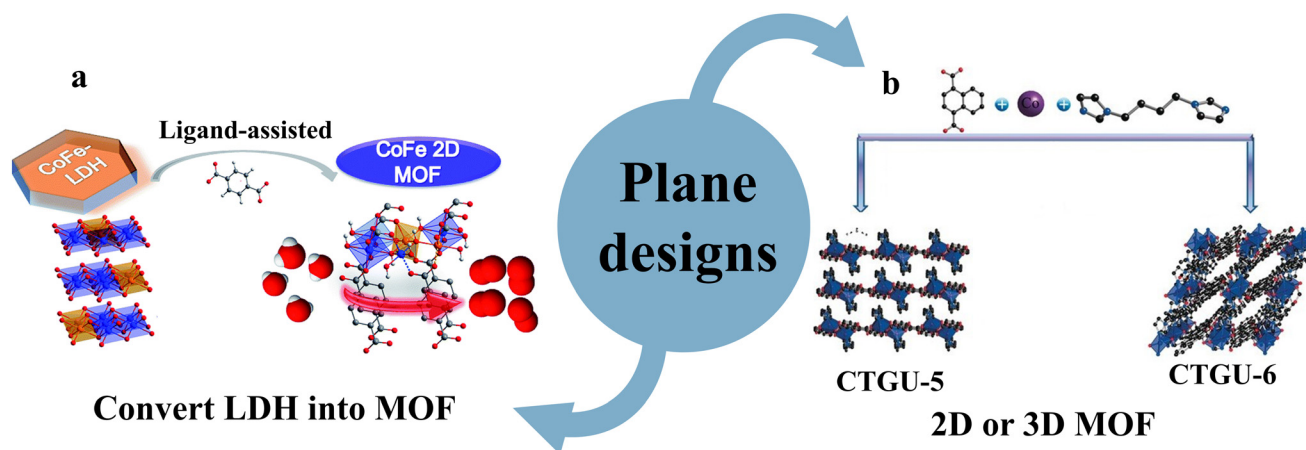 a
Ligand-assisted
CoFe-
LDH
CoFe 2D
MOF
Convert LDH into MOF
Plane
designs
b
+ Co +
CTGU-5
CTGU-6
2D or 3D MOF